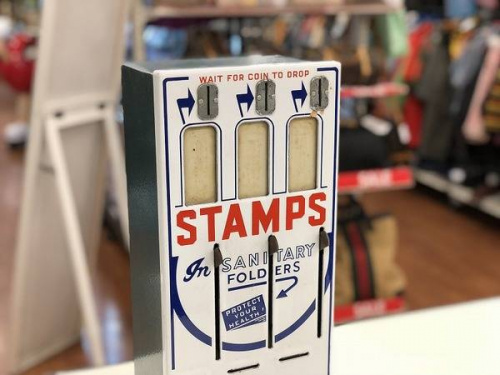 WAIT FOR COIN TO DROP
STAMPS
In SANITARY
FOLDERS
PROTECT
YOUR
HEALTH